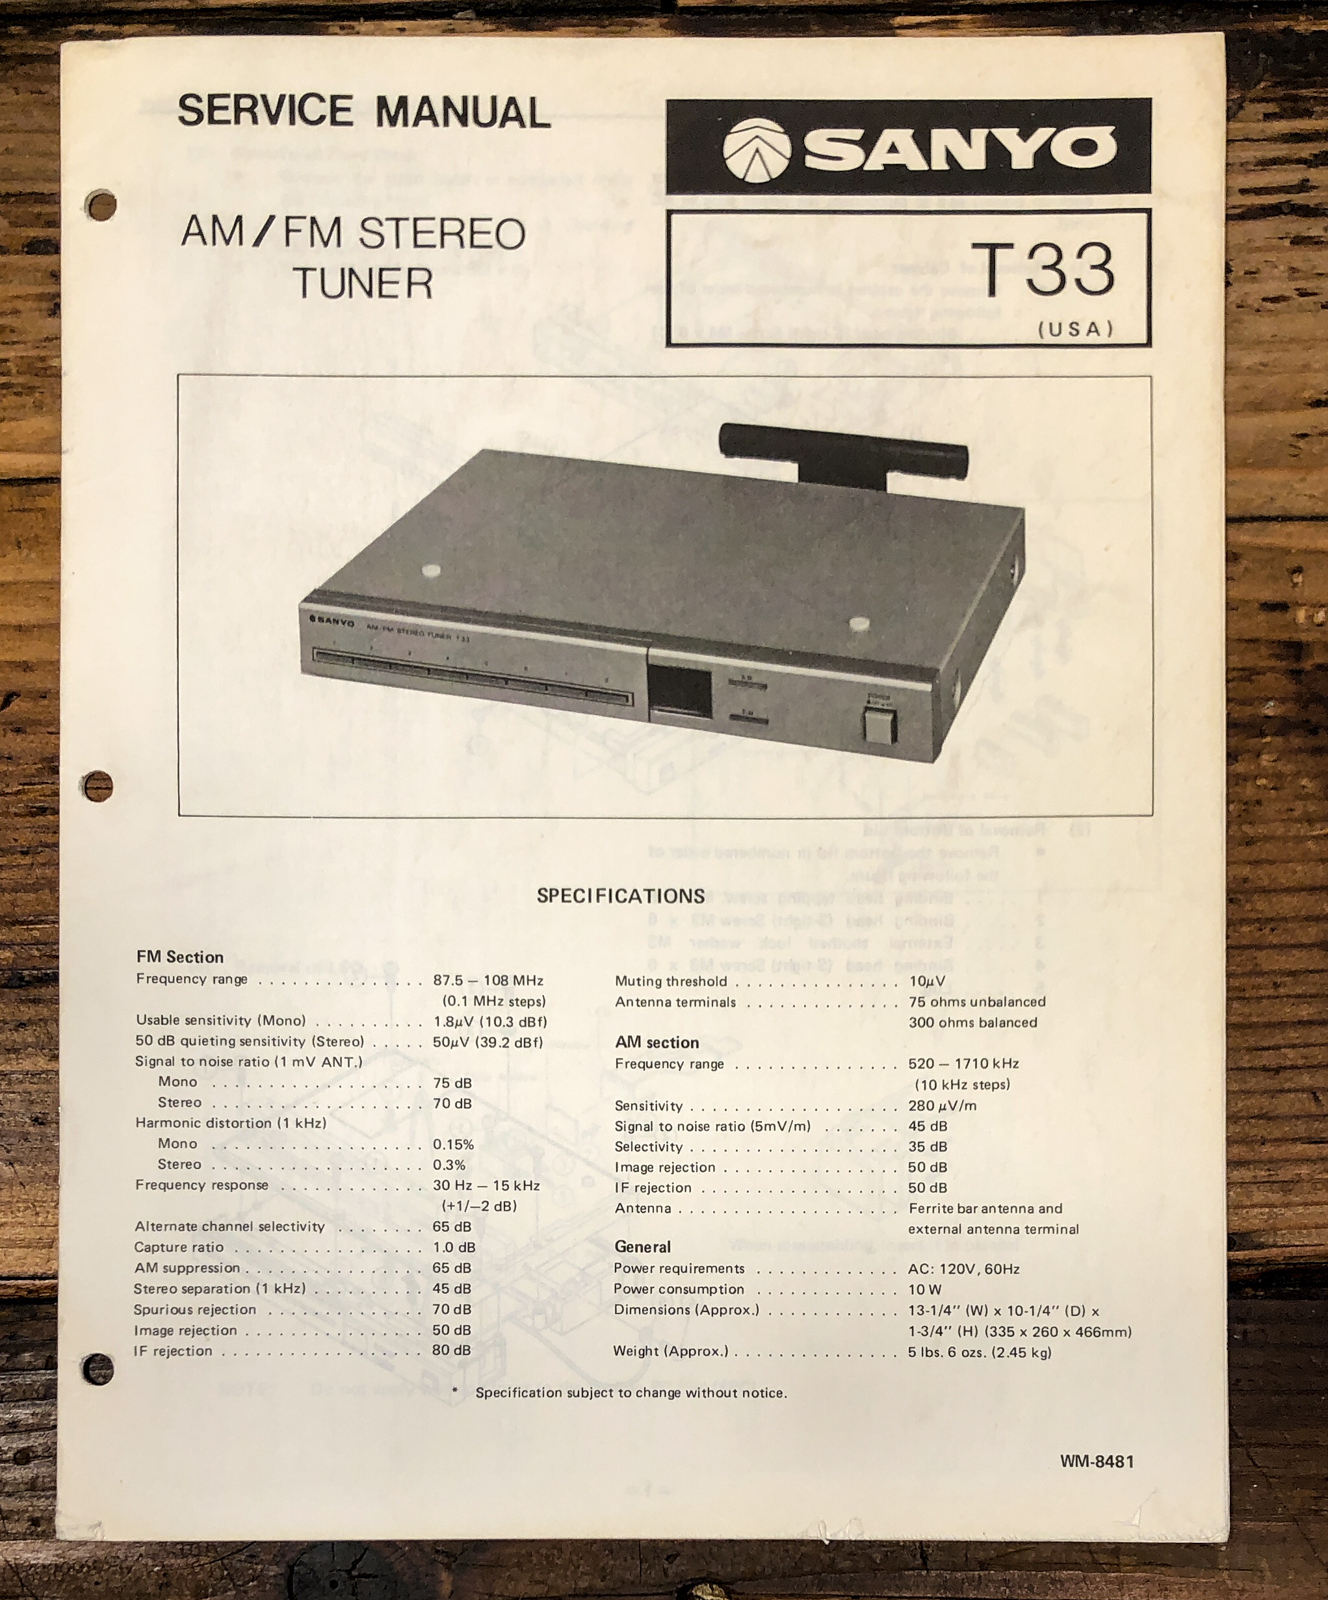 SERVICE MANUAL
SANYO
AM/FM STEREO
TUNER
T33
(USA)
SANYO AM/FM STEREO TUNER T33
POWER
SPECIFICATIONS
FM Section
Frequency range . . . . . . . . . . . . . . . 87.5 – 108 MHz
(0.1 MHz steps)
Usable sensitivity (Mono) . . . . . . . . . . 1.8µV (10.3 dBf)
50 dB quieting sensitivity (Stereo) . . . . . 50µV (39.2 dBf)
Signal to noise ratio (1 mV ANT.)
Mono . . . . . . . . . . . . . . . . . . . 75 dB
Stereo . . . . . . . . . . . . . . . . . . . 70 dB
Harmonic distortion (1 kHz)
Mono . . . . . . . . . . . . . . . . . . . 0.15%
Stereo . . . . . . . . . . . . . . . . . . . 0.3%
Frequency response . . . . . . . . . . . . . 30 Hz – 15 kHz
(+1/–2 dB)
Alternate channel selectivity . . . . . . . . 65 dB
Capture ratio . . . . . . . . . . . . . . . . . 1.0 dB
AM suppression . . . . . . . . . . . . . . . . 65 dB
Stereo separation (1 kHz) . . . . . . . . . . 45 dB
Spurious rejection . . . . . . . . . . . . . . 70 dB
Image rejection . . . . . . . . . . . . . . . . 50 dB
IF rejection . . . . . . . . . . . . . . . . . . 80 dB
Muting threshold . . . . . . . . . . . . . . . 10µV
Antenna terminals . . . . . . . . . . . . . . 75 ohms unbalanced
300 ohms balanced
AM section
Frequency range . . . . . . . . . . . . . . . 520 – 1710 kHz
(10 kHz steps)
Sensitivity . . . . . . . . . . . . . . . . . . . 280 µV/m
Signal to noise ratio (5mV/m) . . . . . . . 45 dB
Selectivity . . . . . . . . . . . . . . . . . . . 35 dB
Image rejection . . . . . . . . . . . . . . . . 50 dB
IF rejection . . . . . . . . . . . . . . . . . . 50 dB
Antenna . . . . . . . . . . . . . . . . . . . . Ferrite bar antenna and
external antenna terminal
General
Power requirements . . . . . . . . . . . . . AC: 120V, 60Hz
Power consumption . . . . . . . . . . . . . 10 W
Dimensions (Approx.) . . . . . . . . . . . . 13-1/4" (W) x 10-1/4" (D) x
1-3/4" (H) (335 x 260 x 466mm)
Weight (Approx.) . . . . . . . . . . . . . . . 5 lbs. 6 ozs. (2.45 kg)
* Specification subject to change without notice.
WM-8481